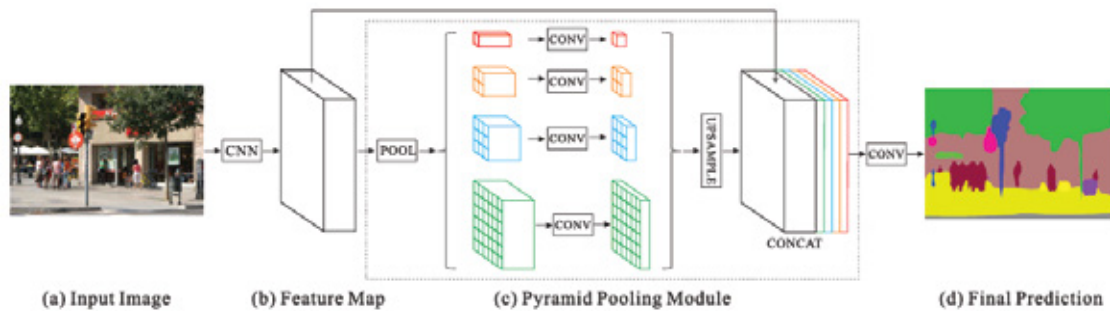 CNN
POOL
CONV
CONV
CONV
CONV
UPSAMPLE
CONCAT
CONV
(a) Input Image
(b) Feature Map
(c) Pyramid Pooling Module
(d) Final Prediction